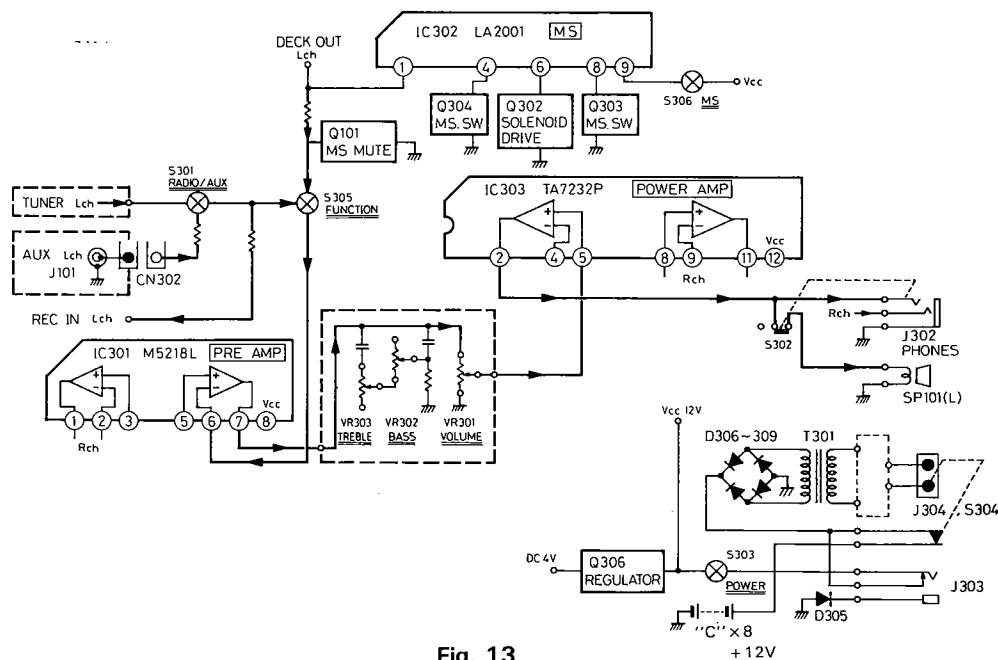 DECK OUT
Lch
IC302 LA2001 MS
1 4 6 8 9
Q304
MS.SW
Q302
SOLENOID
DRIVE
Q303
MS.SW
S306 MS
Vcc
Q101
MS MUTE
S301
RADIO/AUX
TUNER Lch
S305
FUNCTION
AUX Lch
J101
CN302
REC IN Lch
IC303 TA7232P POWER AMP
Vcc
2 4 5 8 9 11 12
Rch
S302
Rch
J302
PHONES
SP101(L)
IC301 M5218L PRE AMP
Vcc
1 2 3 5 6 7 8
Rch
VR303
TREBLE
VR302
BASS
VR301
VOLUME
Vcc 12V
D306~309
T301
J304
S304
DC 4V
Q306
REGULATOR
S303
POWER
J303
D305
"C" × 8
+12V
Fig. 13